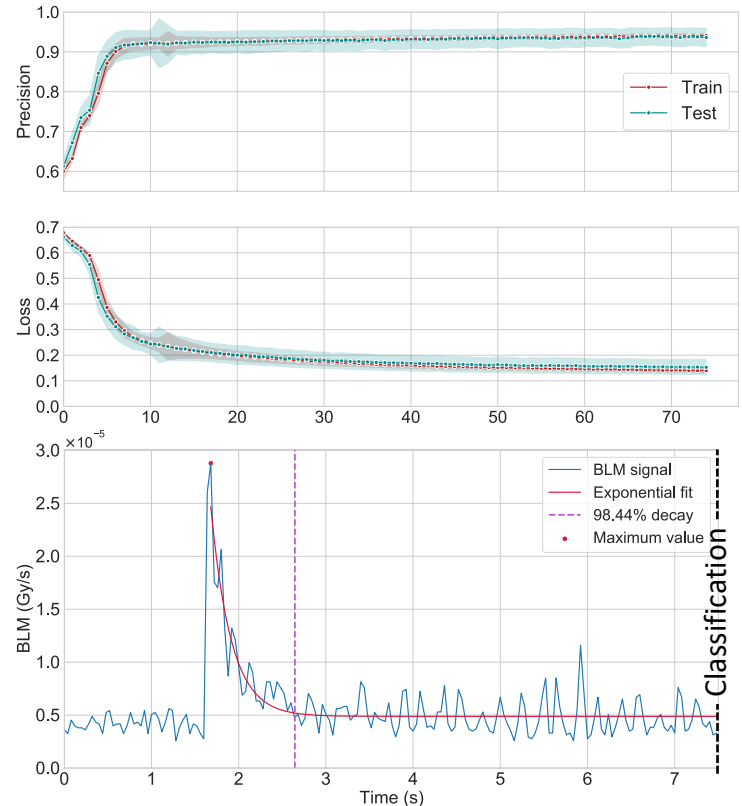 1.0
0.9
0.8
0.7
0.6
Precision
Train
Test
0.7
0.6
0.5
0.4
0.3
0.2
0.1
0.0
Loss
0 10 20 30 40 50 60 70
×10⁻⁵
3.0
2.5
2.0
1.5
1.0
0.5
0.0
BLM (Gy/s)
BLM signal
Exponential fit
98.44% decay
Maximum value
Classification
0 1 2 3 4 5 6 7
Time (s)